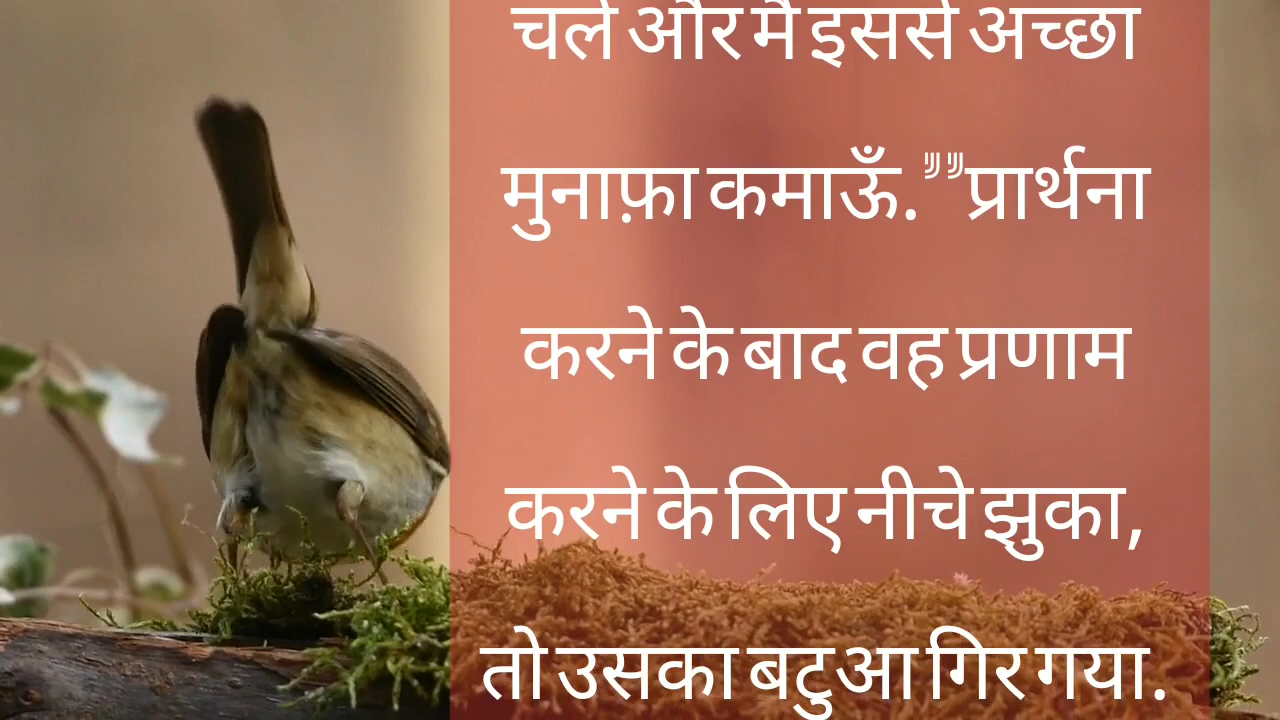 चले और मैं इससे अच्छा
मुनाफ़ा कमाऊँ.””प्रार्थना
करने के बाद वह प्रणाम
करने के लिए नीचे झुका,
तो उसका बटुआ गिर गया.